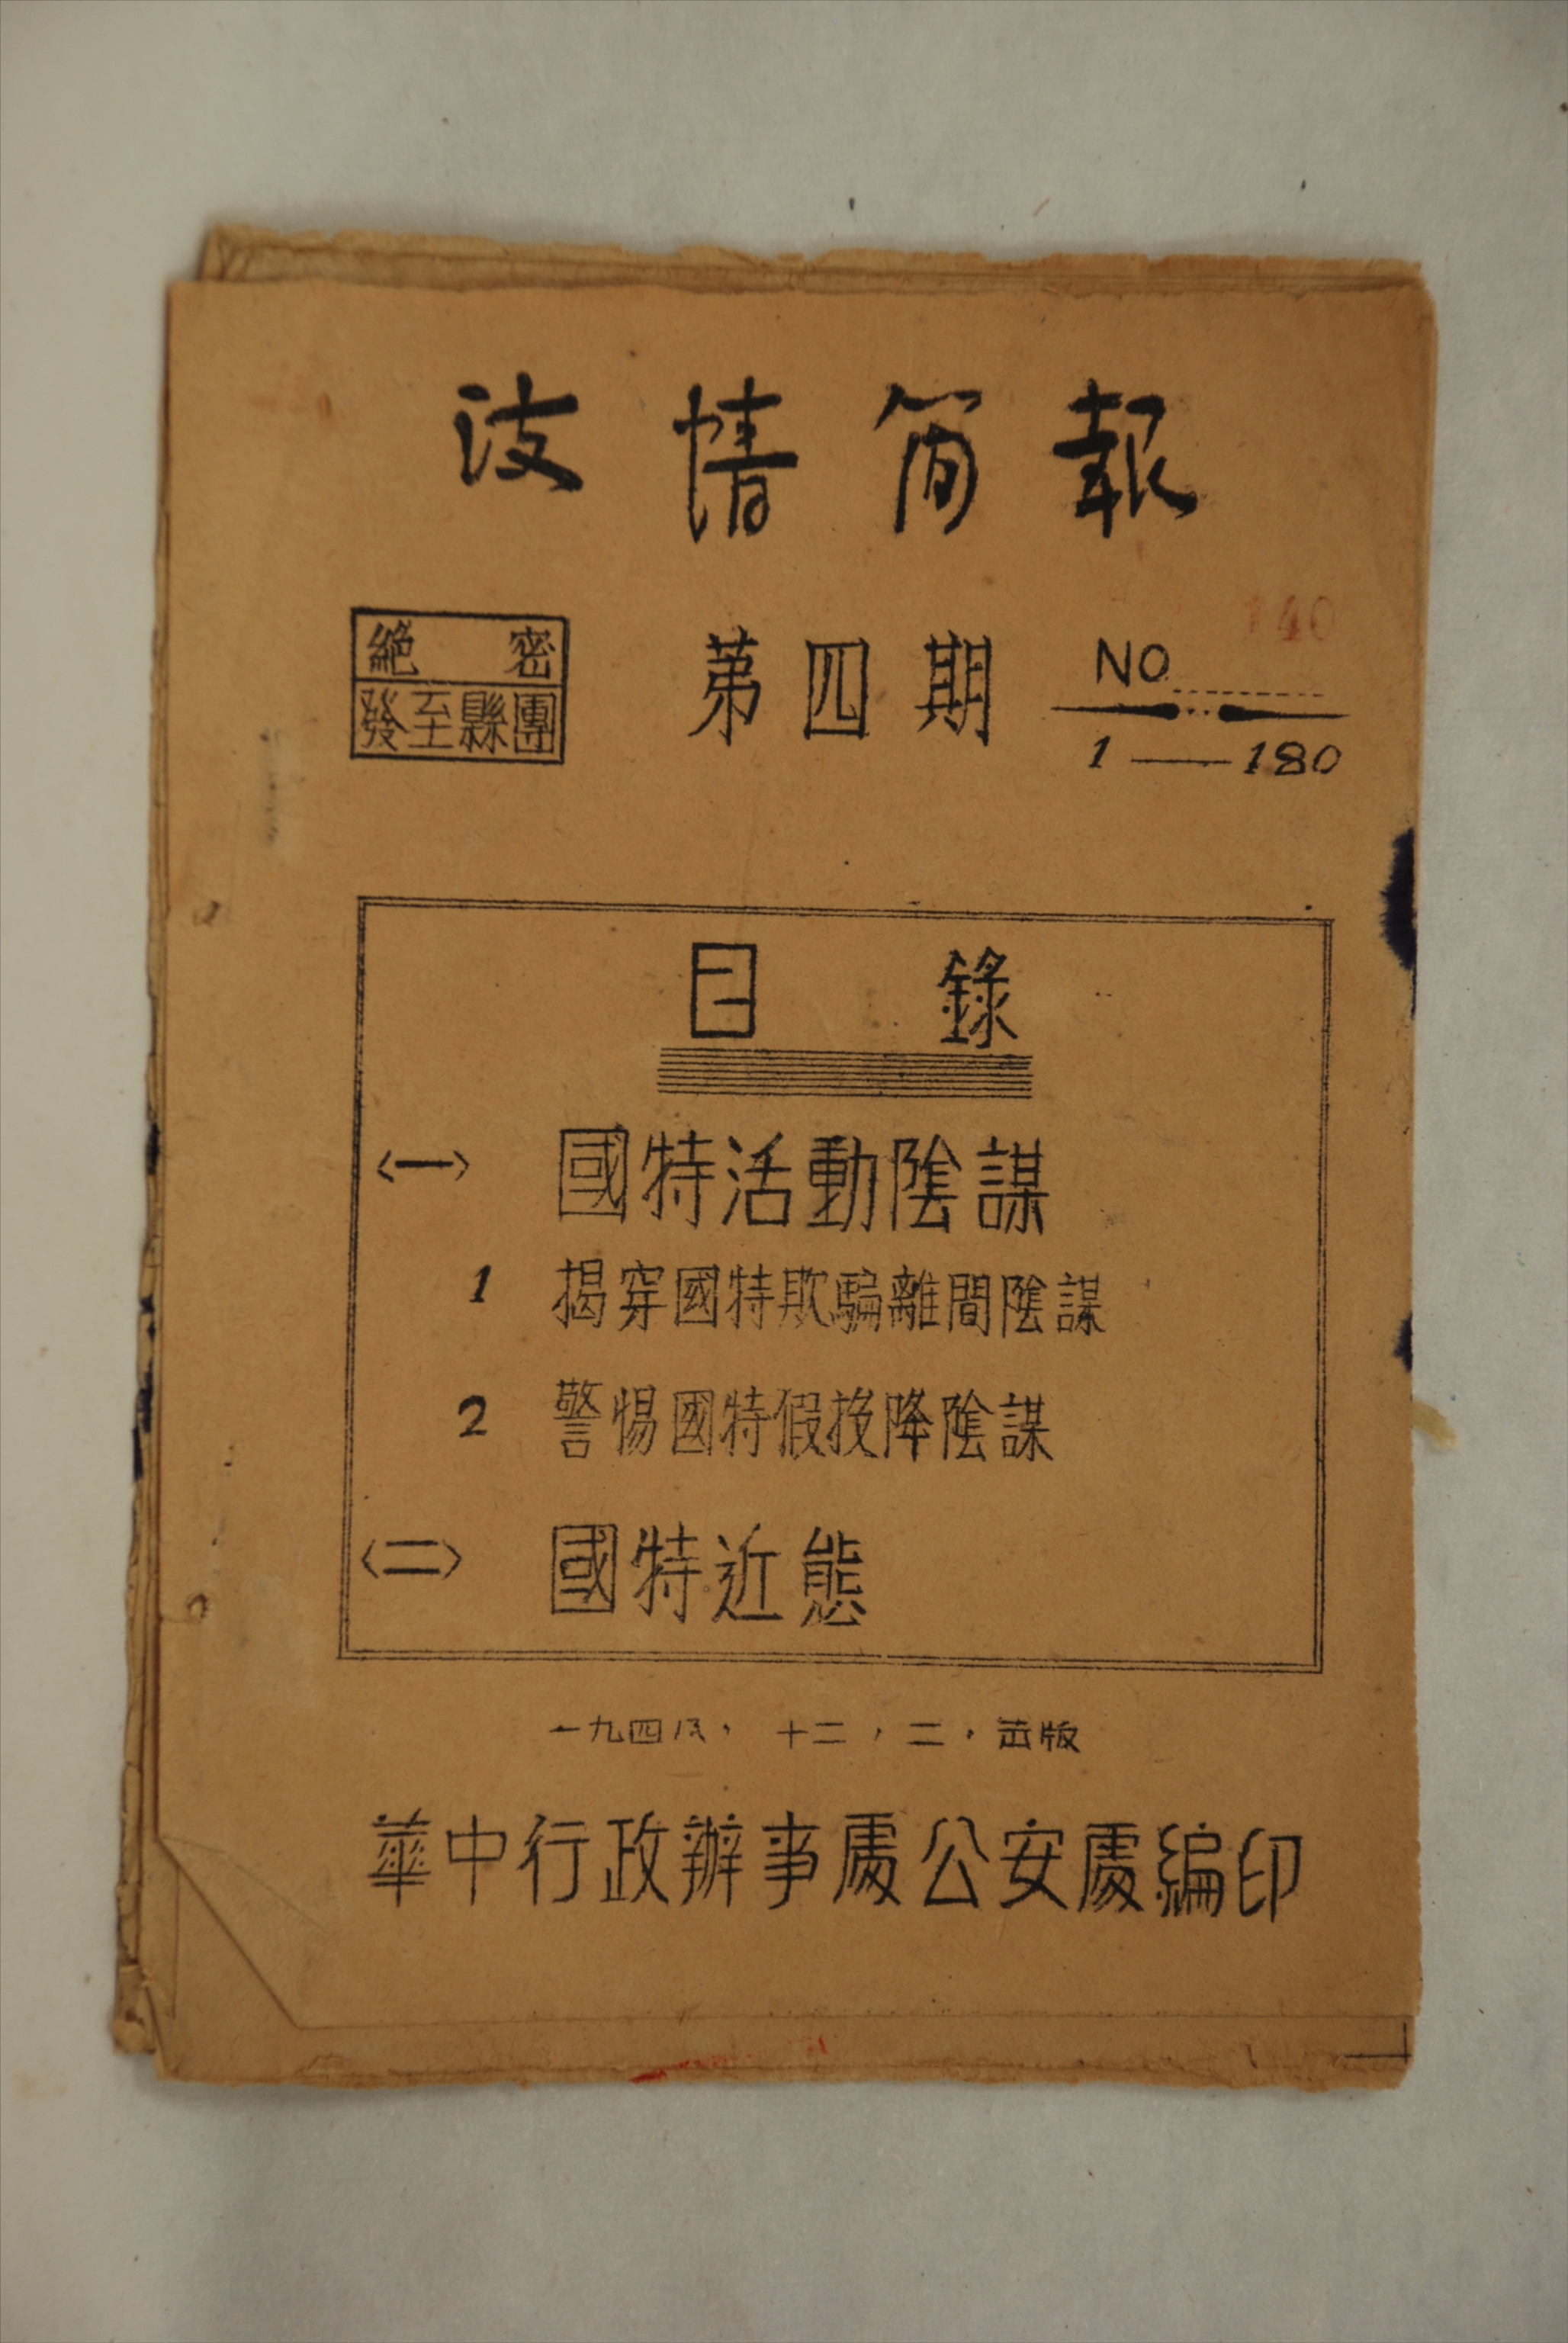 汶情简報
絕密
發至縣團
第四期
NO 140
1——180
目錄
〈一〉 國特活動陰謀
1 揭穿國特欺騙離間陰謀
2 警惕國特假投降陰謀
〈二〉 國特近態
一九四八，十二，二，出版
華中行政辦事處公安處編印